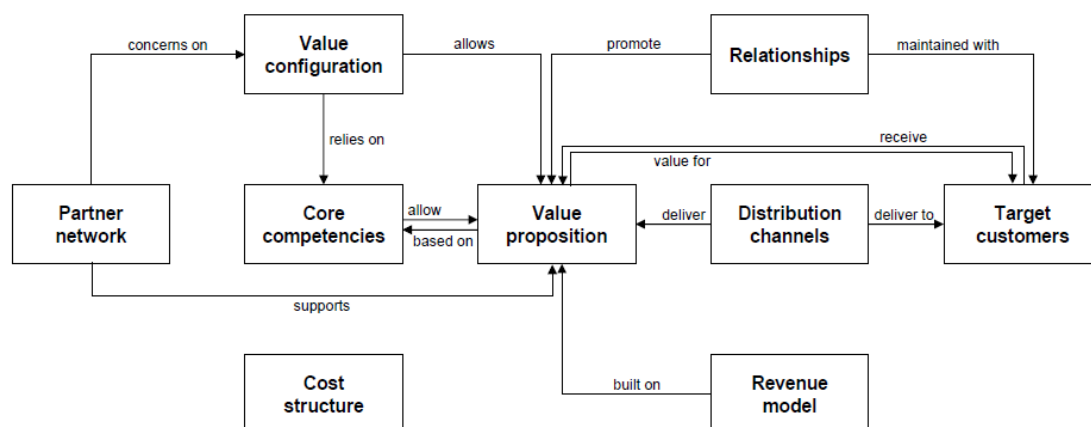 concerns on
Value
configuration
allows
promote
Relationships
maintained with
relies on
receive
value for
Partner
network
Core
competencies
allow
based on
Value
proposition
deliver
Distribution
channels
deliver to
Target
customers
supports
Cost
structure
built on
Revenue
model